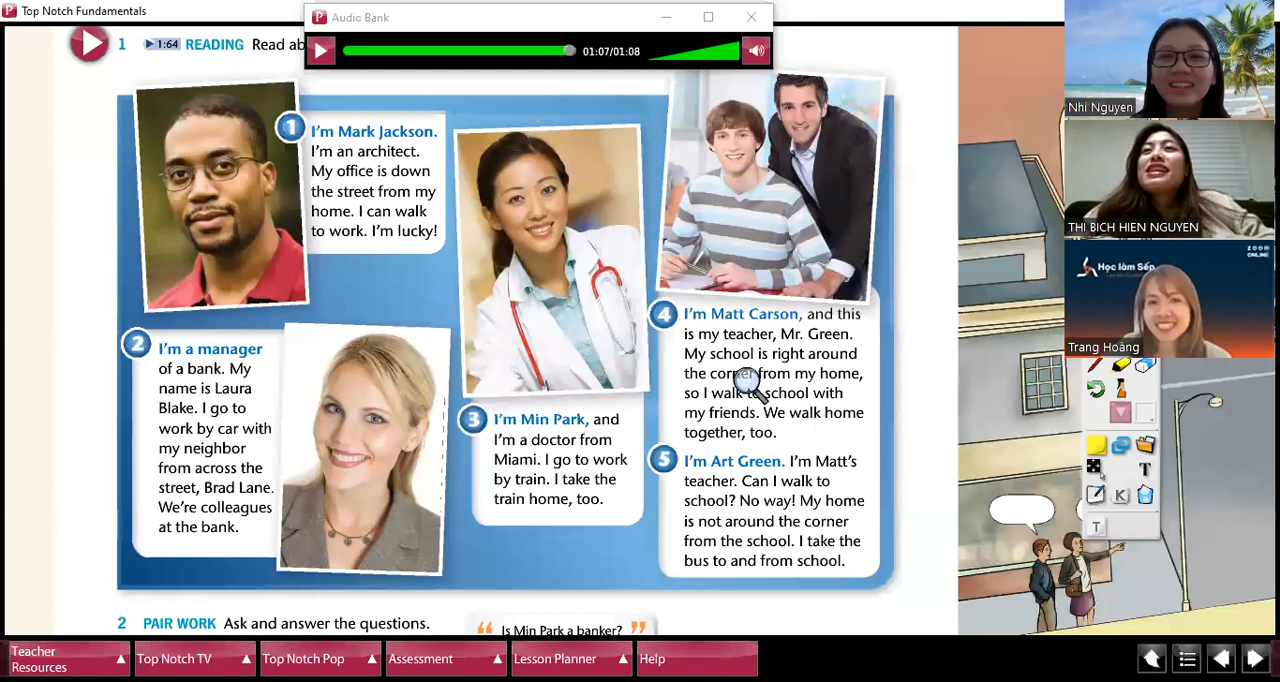 Top Notch Fundamentals
Audio Bank
1 1:64 READING Read ab
01:07/01:08
1
I'm Mark Jackson.
I'm an architect.
My office is down
the street from my
home. I can walk
to work. I'm lucky!
2
I'm a manager
of a bank. My
name is Laura
Blake. I go to
work by car with
my neighbor
from across the
street, Brad Lane.
We're colleagues
at the bank.
3
I'm Min Park, and
I'm a doctor from
Miami. I go to work
by train. I take the
train home, too.
4
I'm Matt Carson, and this
is my teacher, Mr. Green.
My school is right around
the corner from my home,
so I walk to school with
my friends. We walk home
together, too.
5
I'm Art Green. I'm Matt's
teacher. Can I walk to
school? No way! My home
is not around the corner
from the school. I take the
bus to and from school.
2 PAIR WORK Ask and answer the questions.
“ Is Min Park a banker? ”
Nhi Nguyen
THI BICH HIEN NGUYEN
Học làm Sếp
ZOOM
ONLINE
Trang Hoàng
T
K
T
Teacher
Resources
Top Notch TV
Top Notch Pop
Assessment
Lesson Planner
Help